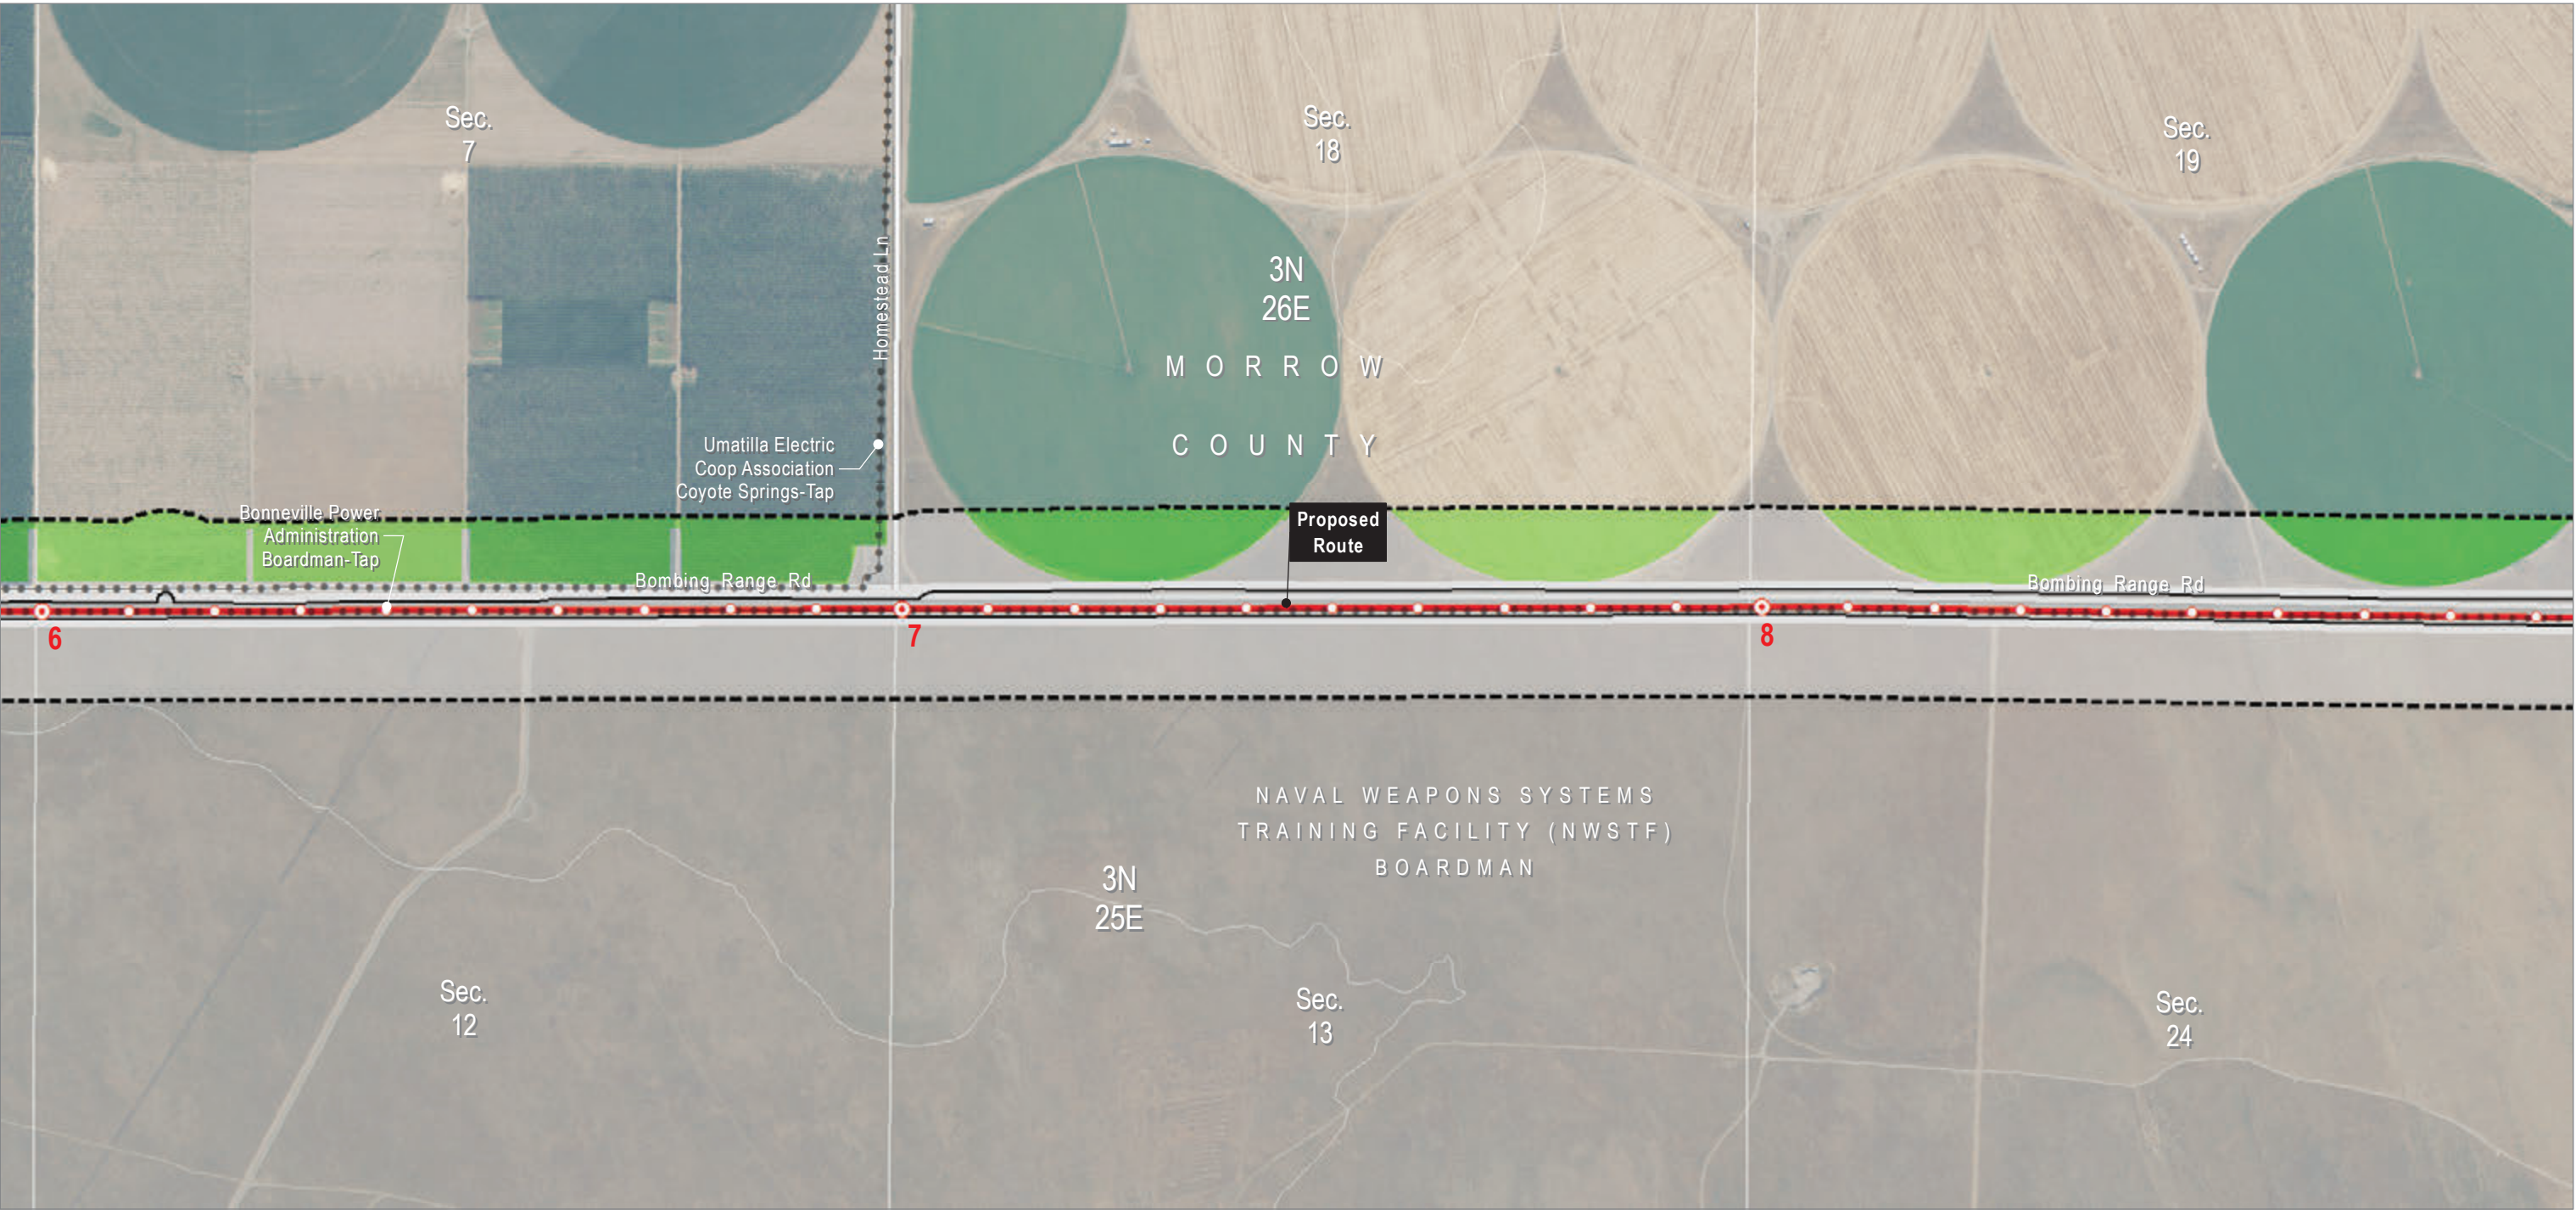 Sec.
7
Sec.
18
Sec.
19
Homestead Ln
3N
26E
MORROW
COUNTY
Umatilla Electric
Coop Association
Coyote Springs-Tap
Bonneville Power
Administration
Boardman-Tap
Proposed
Route
Bombing Range Rd
Bombing Range Rd
6
7
8
NAVAL WEAPONS SYSTEMS
TRAINING FACILITY (NWSTF)
BOARDMAN
3N
25E
Sec.
12
Sec.
13
Sec.
24